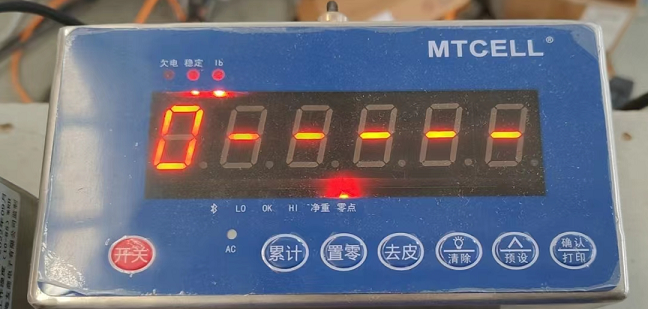 MTCELL®
欠电 稳定 lb
0-----
LO OK HI 净重 零点
AC
开关 累计 置零 去皮 清除 预设 确认 打印